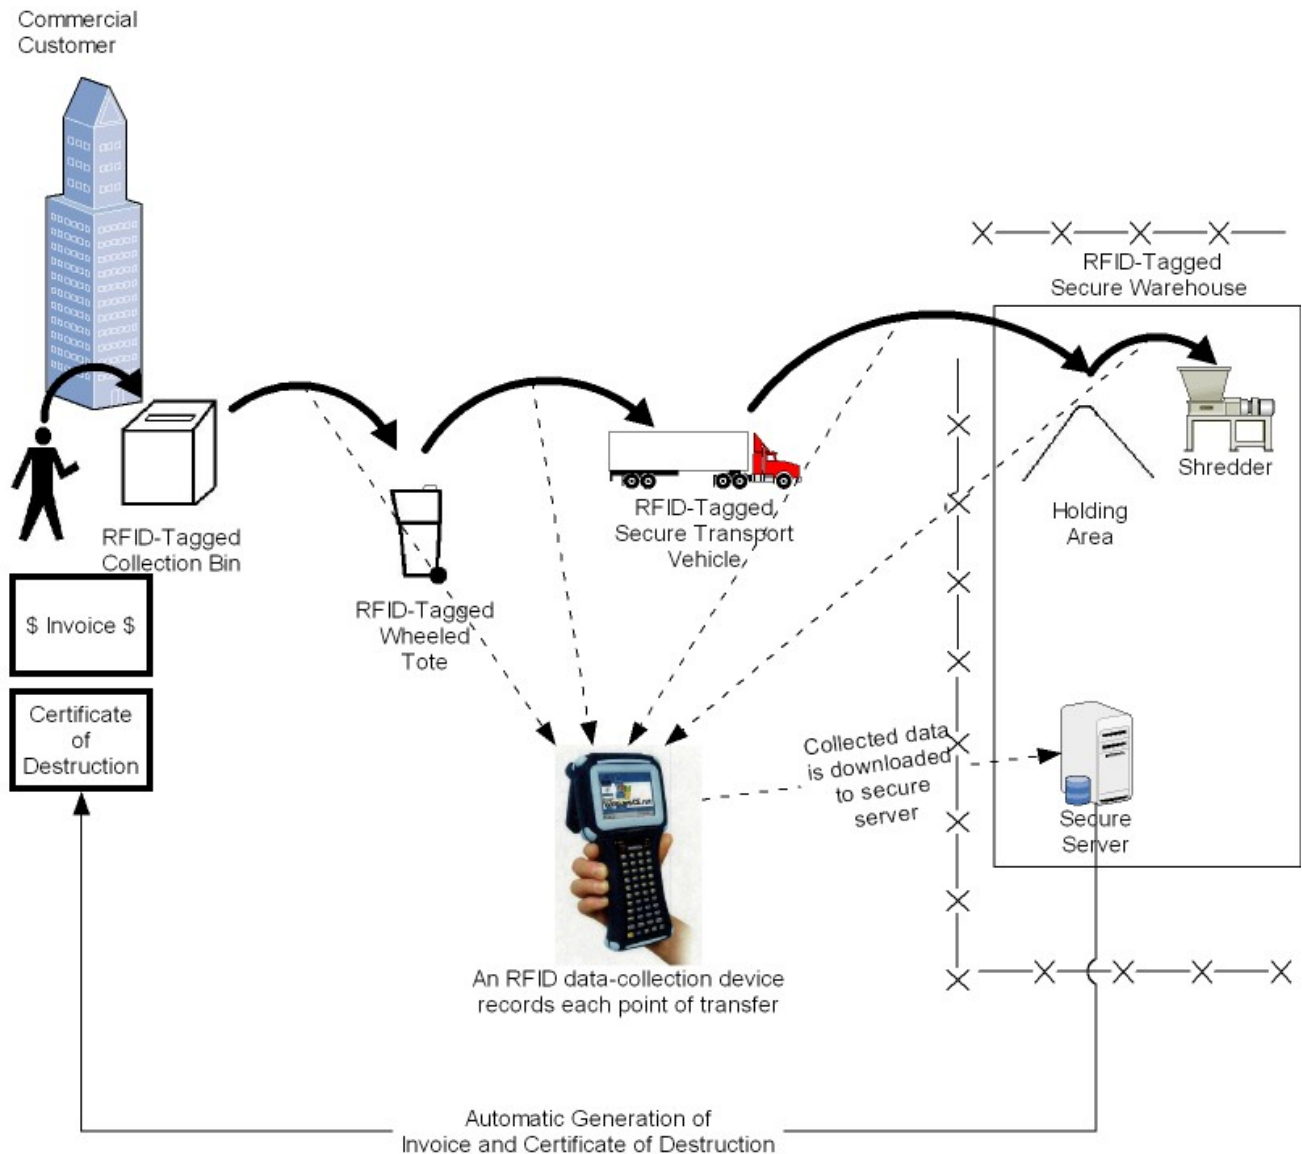 Commercial
Customer
RFID-Tagged
Secure Warehouse
Shredder
RFID-Tagged
Collection Bin
RFID-Tagged
Secure Transport
Vehicle
Holding
Area
$ Invoice $
RFID-Tagged
Wheeled
Tote
Certificate
of
Destruction
Collected data
is downloaded
to secure
server
Secure
Server
An RFID data-collection device
records each point of transfer
Automatic Generation of
Invoice and Certificate of Destruction